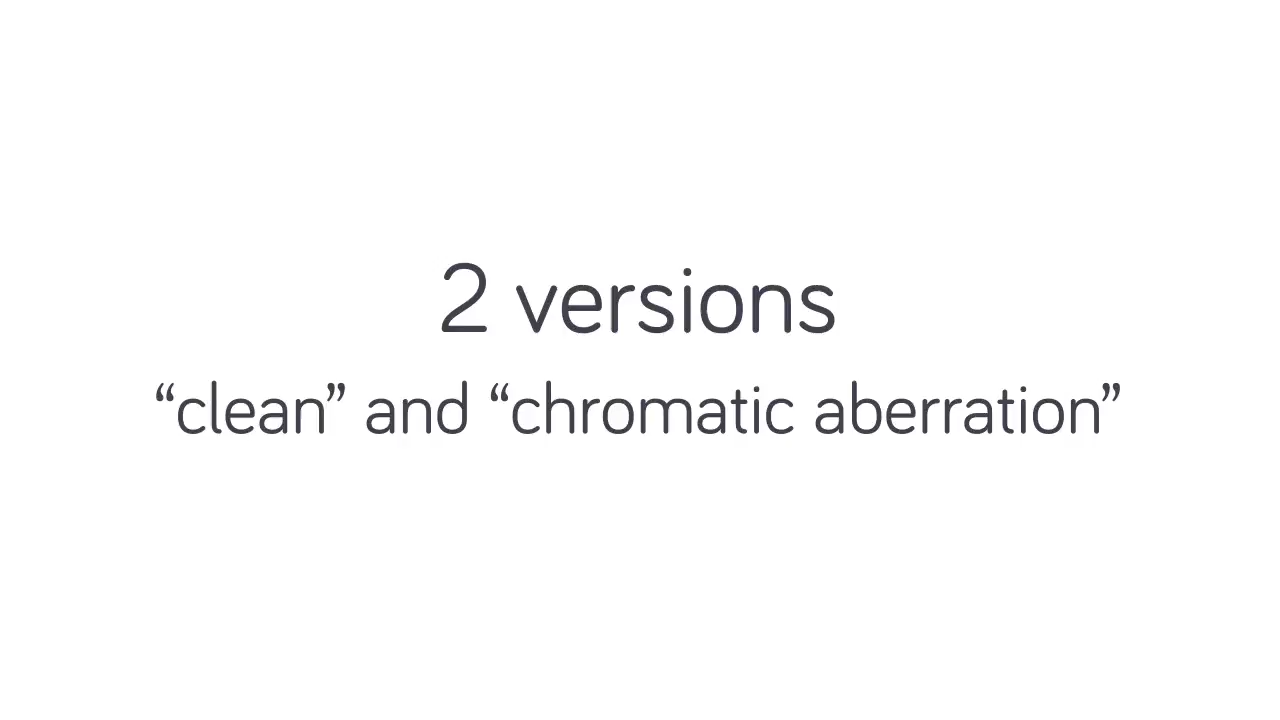 2 versions
“clean” and “chromatic aberration”